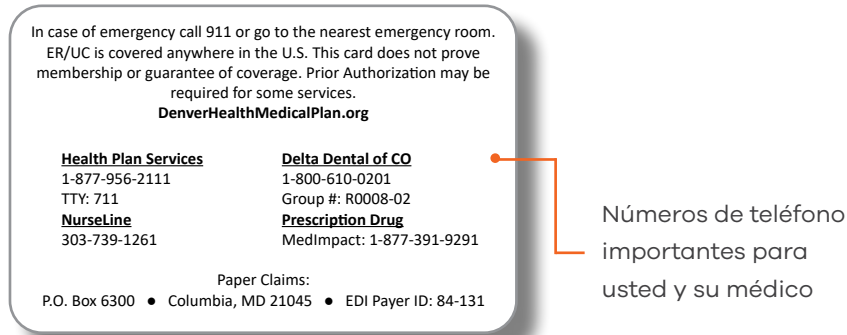 In case of emergency call 911 or go to the nearest emergency room.
ER/UC is covered anywhere in the U.S. This card does not prove
membership or guarantee of coverage. Prior Authorization may be
required for some services.
DenverHealthMedicalPlan.org
Health Plan Services
1-877-956-2111
TTY: 711
NurseLine
303-739-1261
Delta Dental of CO
1-800-610-0201
Group #: R0008-02
Prescription Drug
MedImpact: 1-877-391-9291
Paper Claims:
P.O. Box 6300 ● Columbia, MD 21045 ● EDI Payer ID: 84-131
Números de teléfono
importantes para
usted y su médico